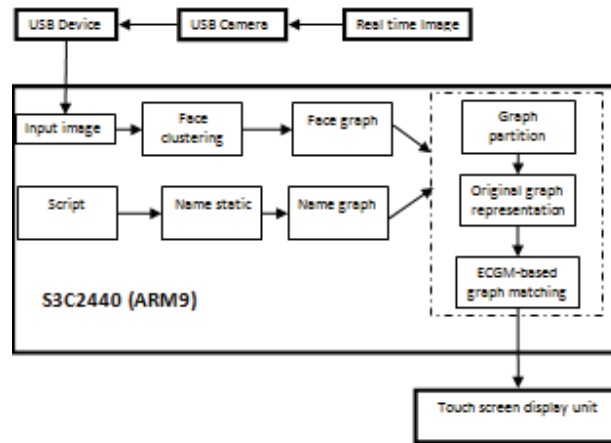 USB Device
USB Camera
Real time Image
Input image
Face
clustering
Face graph
Graph
partition
Script
Name static
Name graph
Original graph
representation
ECGM-based
graph matching
S3C2440 (ARM9)
Touch screen display unit